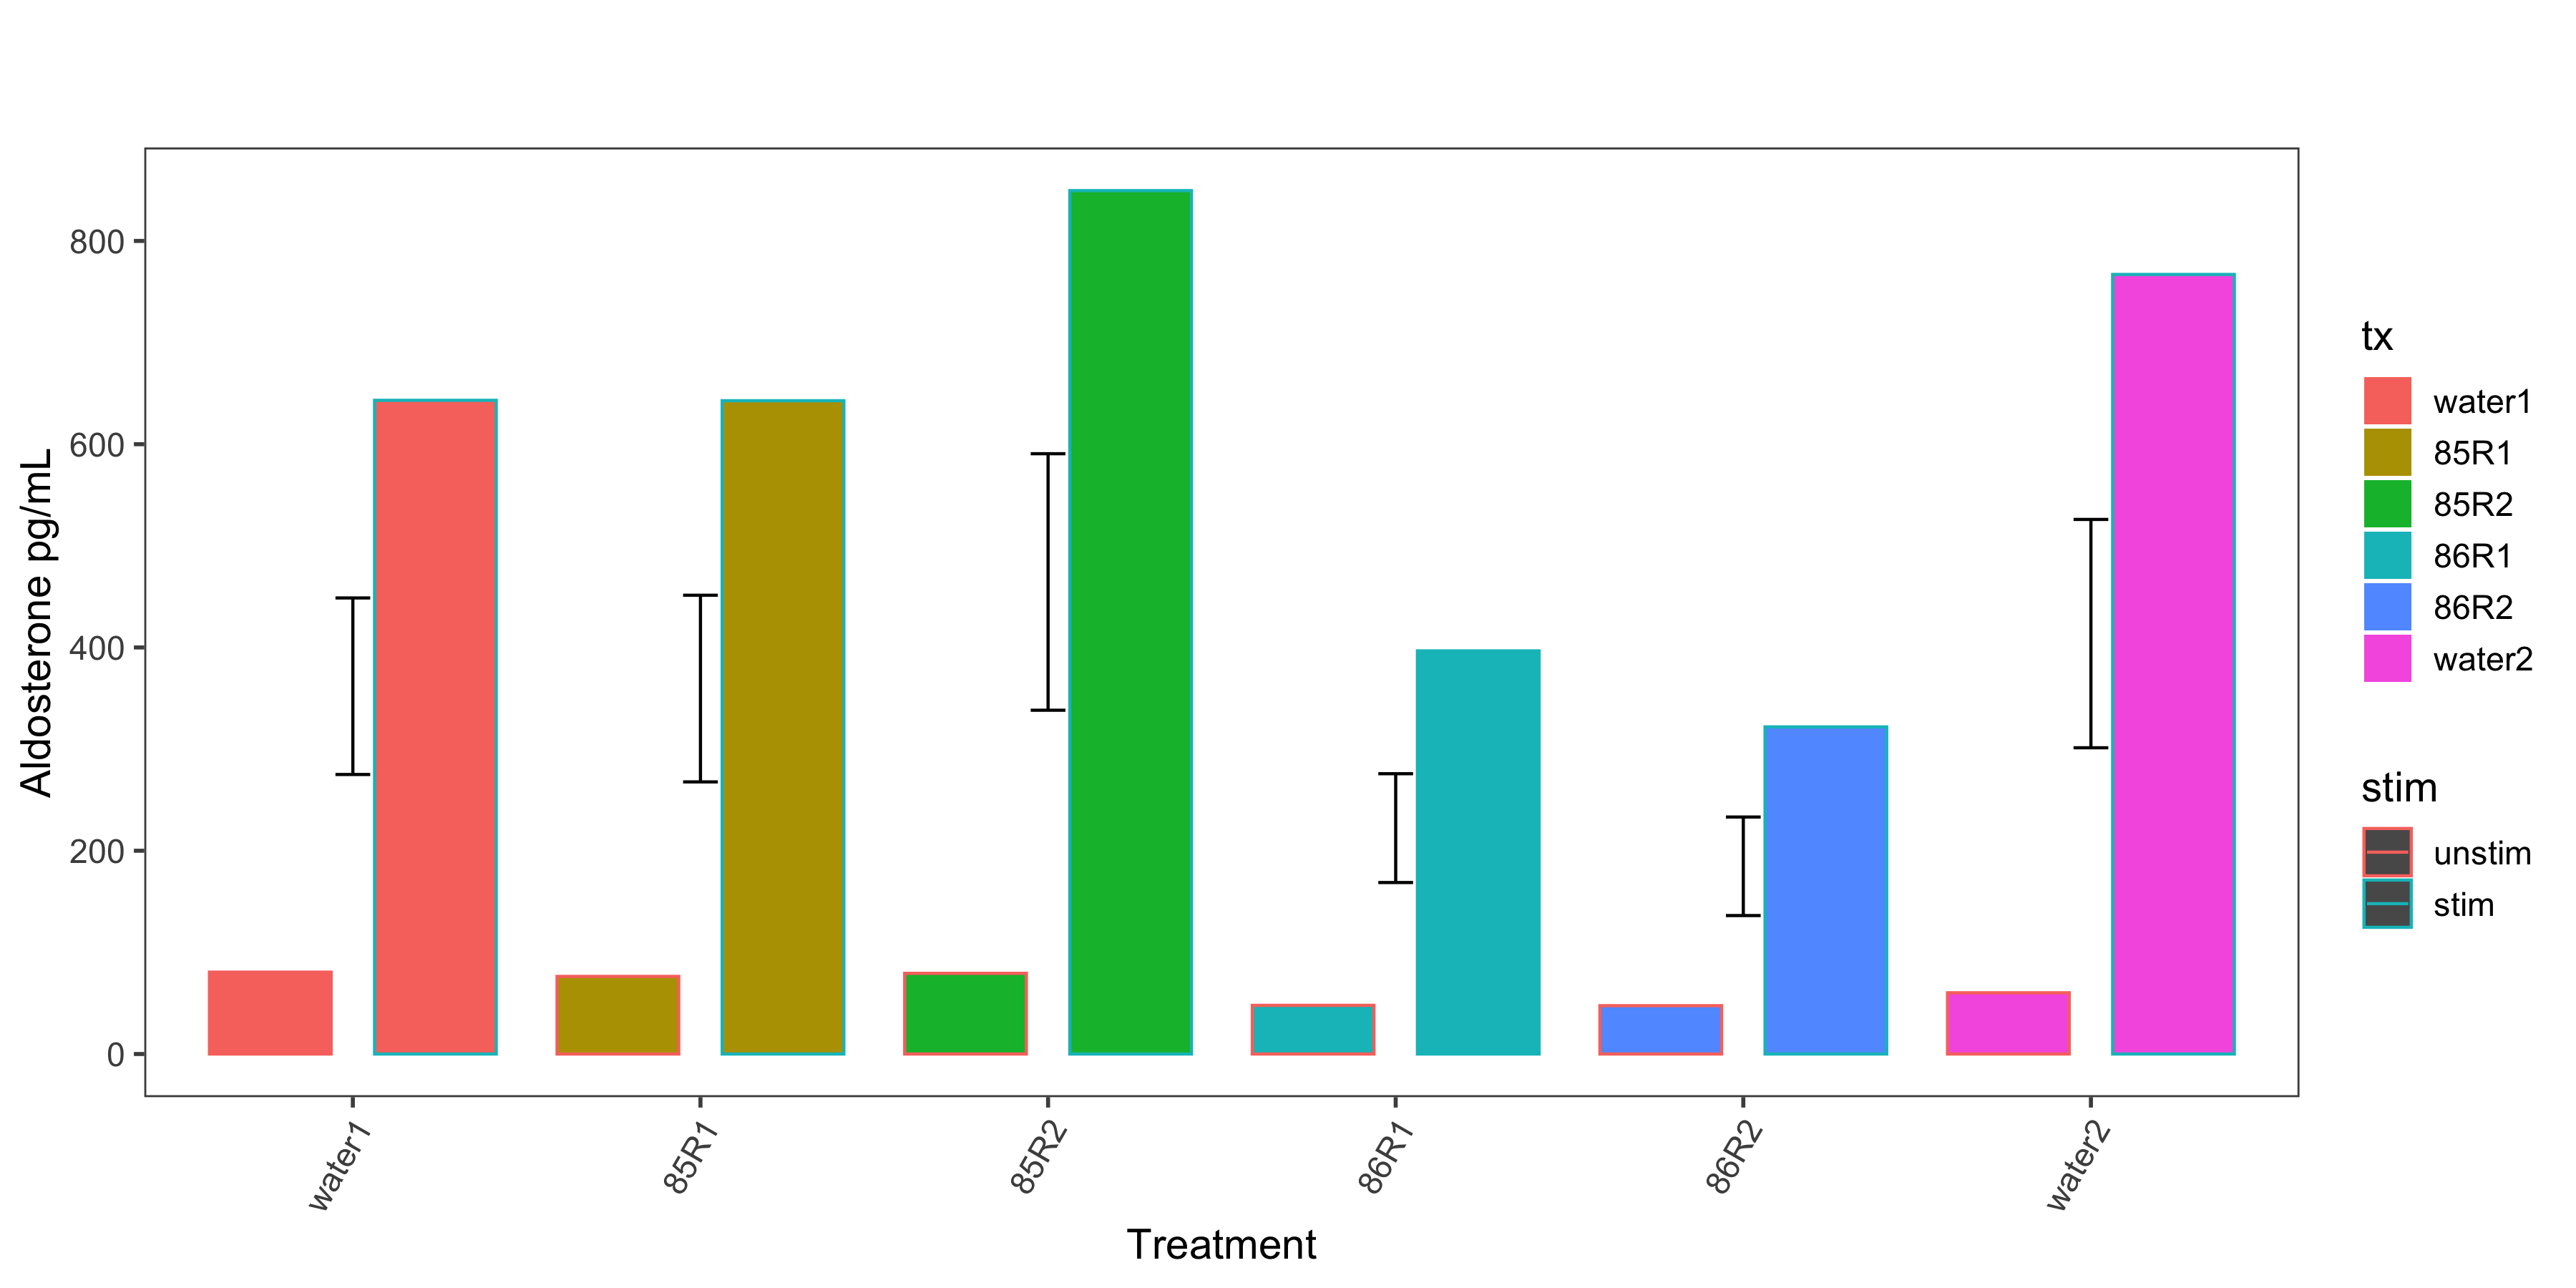 Aldosterone pg/mL
800
600
400
200
0
water1
85R1
85R2
86R1
86R2
water2
Treatment
tx
water1
85R1
85R2
86R1
86R2
water2
stim
unstim
stim